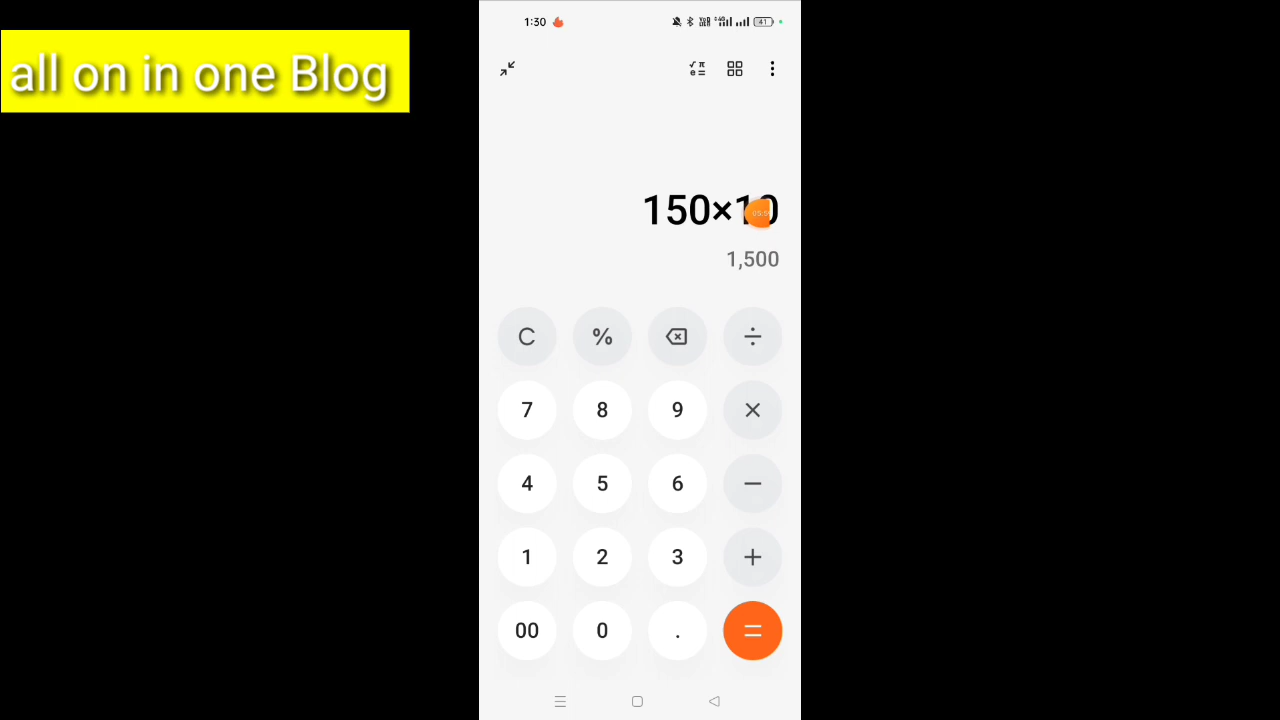 all on in one Blog
1:30
41
150×10
1,500
C % ÷
7 8 9 ×
4 5 6 −
1 2 3 +
00 0 . =